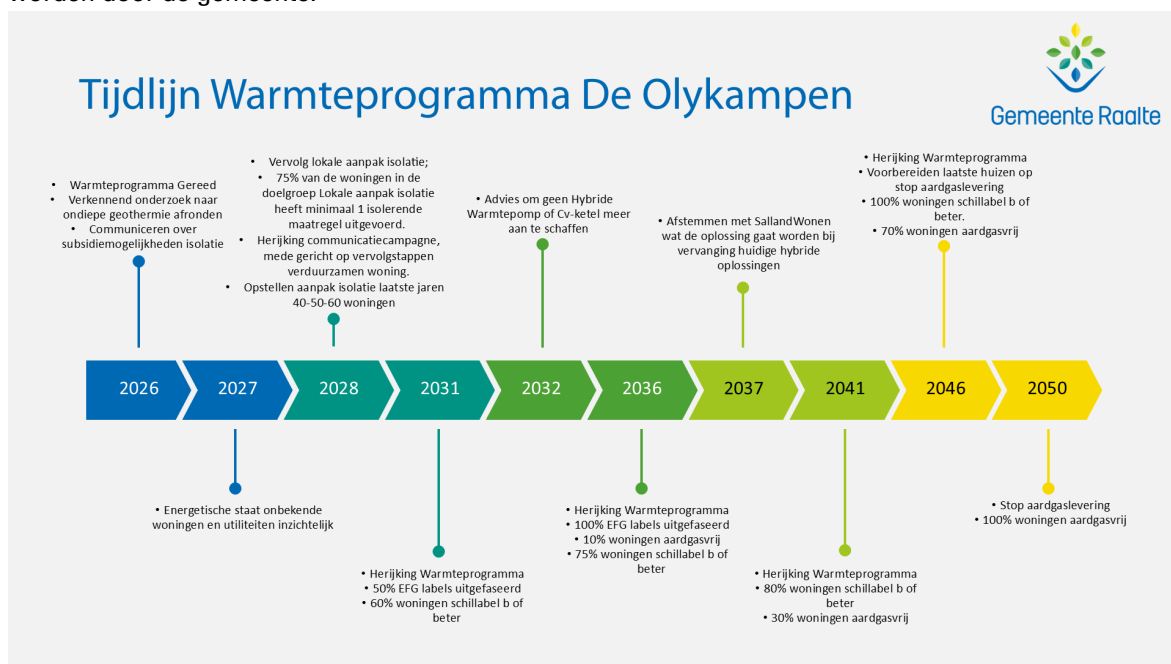 worden door de gemeente.
Tijdlijn Warmteprogramma De Olykampen
Gemeente Raalte
• Warmteprogramma Gereed
• Verkennend onderzoek naar
ondiepe geothermie afronden
• Communiceren over
subsidiemogelijkheden isolatie
• Vervolg lokale aanpak isolatie;
• 75% van de woningen in de
doelgroep Lokale aanpak isolatie
heeft minimaal 1 isolerende
maatregel uitgevoerd.
• Herijking communicatiecampagne,
mede gericht op vervolgstappen
verduurzamen woning.
• Opstellen aanpak isolatie laatste jaren
40-50-60 woningen
• Advies om geen Hybride
Warmtepomp of Cv-ketel meer
aan te schaffen
• Afstemmen met SallandWonen
wat de oplossing gaat worden bij
vervanging huidige hybride
oplossingen
• Herijking Warmteprogramma
• Voorbereiden laatste huizen op
stop aardgaslevering
• 100% woningen schillabel b of
beter.
• 70% woningen aardgasvrij
2026
2027
2028
2031
2032
2036
2037
2041
2046
2050
• Energetische staat onbekende
woningen en utiliteiten inzichtelijk
• Herijking Warmteprogramma
• 50% EFG labels uitgefaseerd
• 60% woningen schillabel b of
beter
• Herijking Warmteprogramma
• 100% EFG labels uitgefaseerd
• 10% woningen aardgasvrij
• 75% woningen schillabel b of
beter
• Herijking Warmteprogramma
• 80% woningen schillabel b of
beter
• 30% woningen aardgasvrij
• Stop aardgaslevering
• 100% woningen aardgasvrij